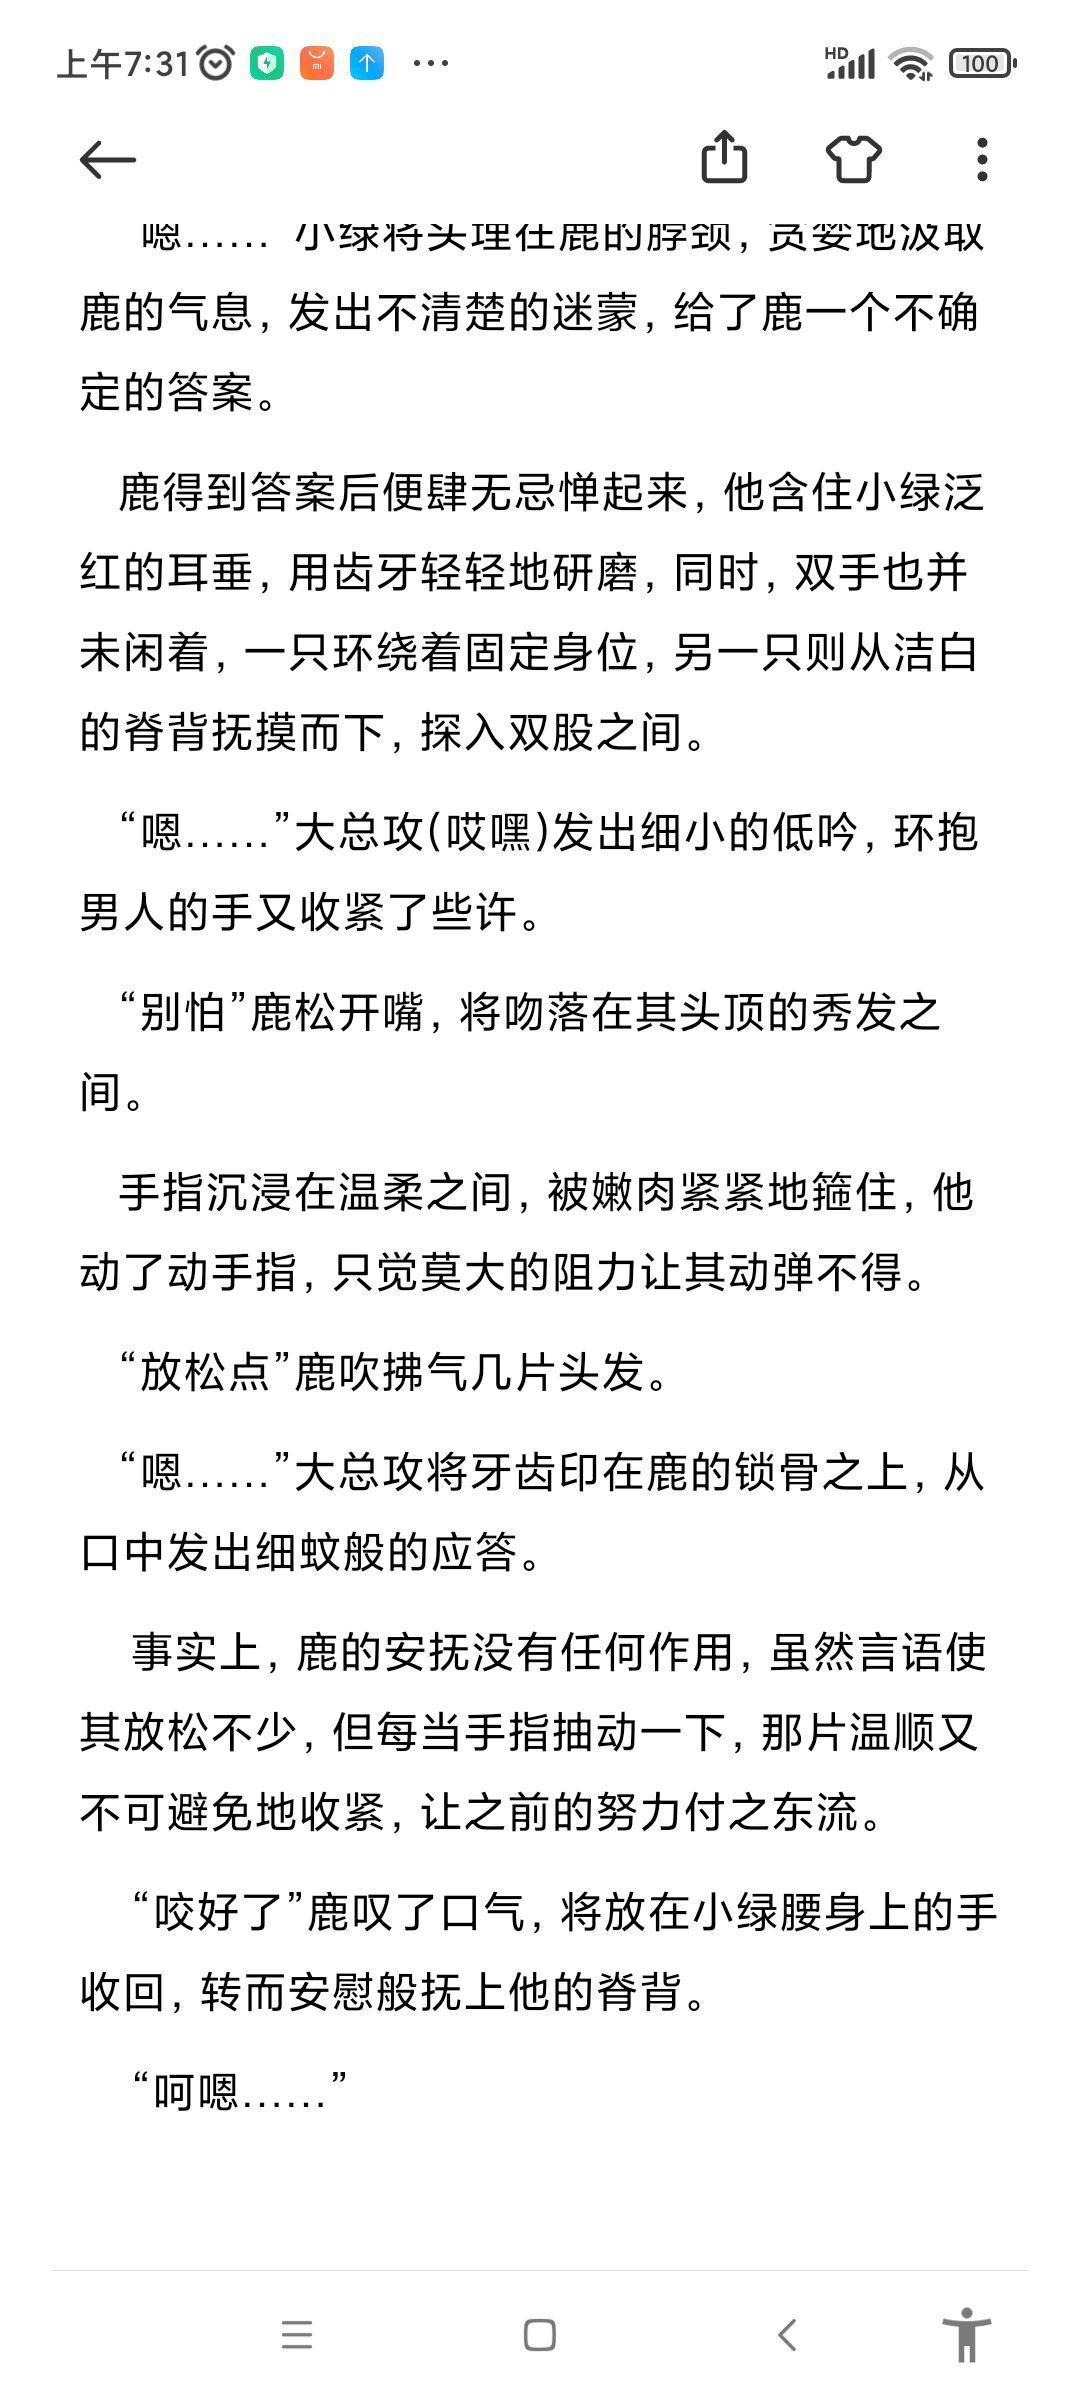 上午7:31
HD
100
嗯…… 小绿将头埋在鹿的脖颈，贪婪地汲取
鹿的气息，发出不清楚的迷蒙，给了鹿一个不确
定的答案。
鹿得到答案后便肆无忌惮起来，他含住小绿泛
红的耳垂，用齿牙轻轻地研磨，同时，双手也并
未闲着，一只环绕着固定身位，另一只则从洁白
的脊背抚摸而下，探入双股之间。
“嗯……”大总攻(哎嘿)发出细小的低吟，环抱
男人的手又收紧了些许。
“别怕”鹿松开嘴，将吻落在其头顶的秀发之
间。
手指沉浸在温柔之间，被嫩肉紧紧地箍住，他
动了动手指，只觉莫大的阻力让其动弹不得。
“放松点”鹿吹拂气几片头发。
“嗯……”大总攻将牙齿印在鹿的锁骨之上，从
口中发出细蚊般的应答。
事实上，鹿的安抚没有任何作用，虽然言语使
其放松不少，但每当手指抽动一下，那片温顺又
不可避免地收紧，让之前的努力付之东流。
“咬好了”鹿叹了口气，将放在小绿腰身上的手
收回，转而安慰般抚上他的脊背。
“呵嗯……”